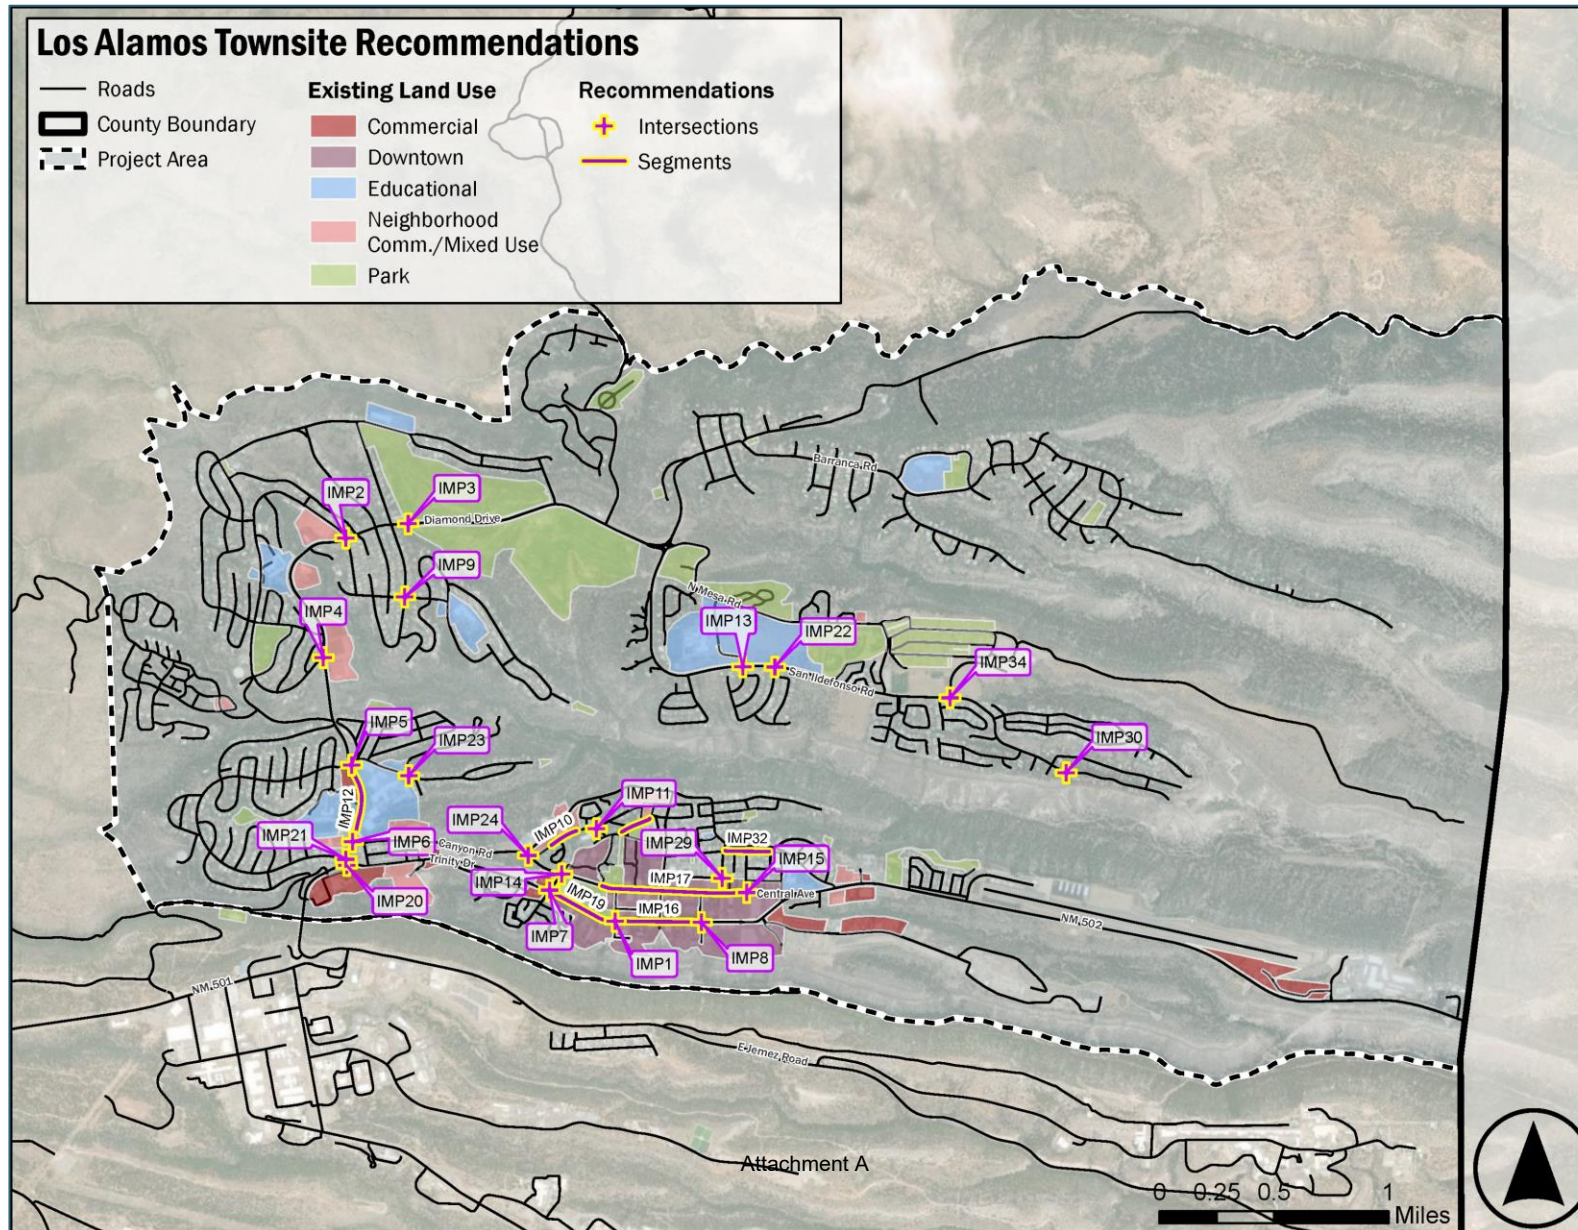 Los Alamos Townsite Recommendations
Roads
County Boundary
Project Area
Existing Land Use
Commercial
Downtown
Educational
Neighborhood
Comm./Mixed Use
Park
Recommendations
Intersections
Segments
Barranca Rd
IMP2
IMP3
Diamond Drive
IMP9
N Mesa Rd
IMP4
IMP13
IMP22
IMP34
San Ildefonso Rd
IMP5
IMP23
IMP30
IMP12
IMP11
IMP24
IMP10
IMP21
IMP6
IMP29
IMP32
Canyon Rd
Trinity Dr
IMP15
IMP14
IMP17
IMP20
IMP19
Central Ave
IMP16
NM 502
IMP7
IMP1
IMP8
NM 501
E Jemez Road
Attachment A
0 0.25 0.5 1
Miles